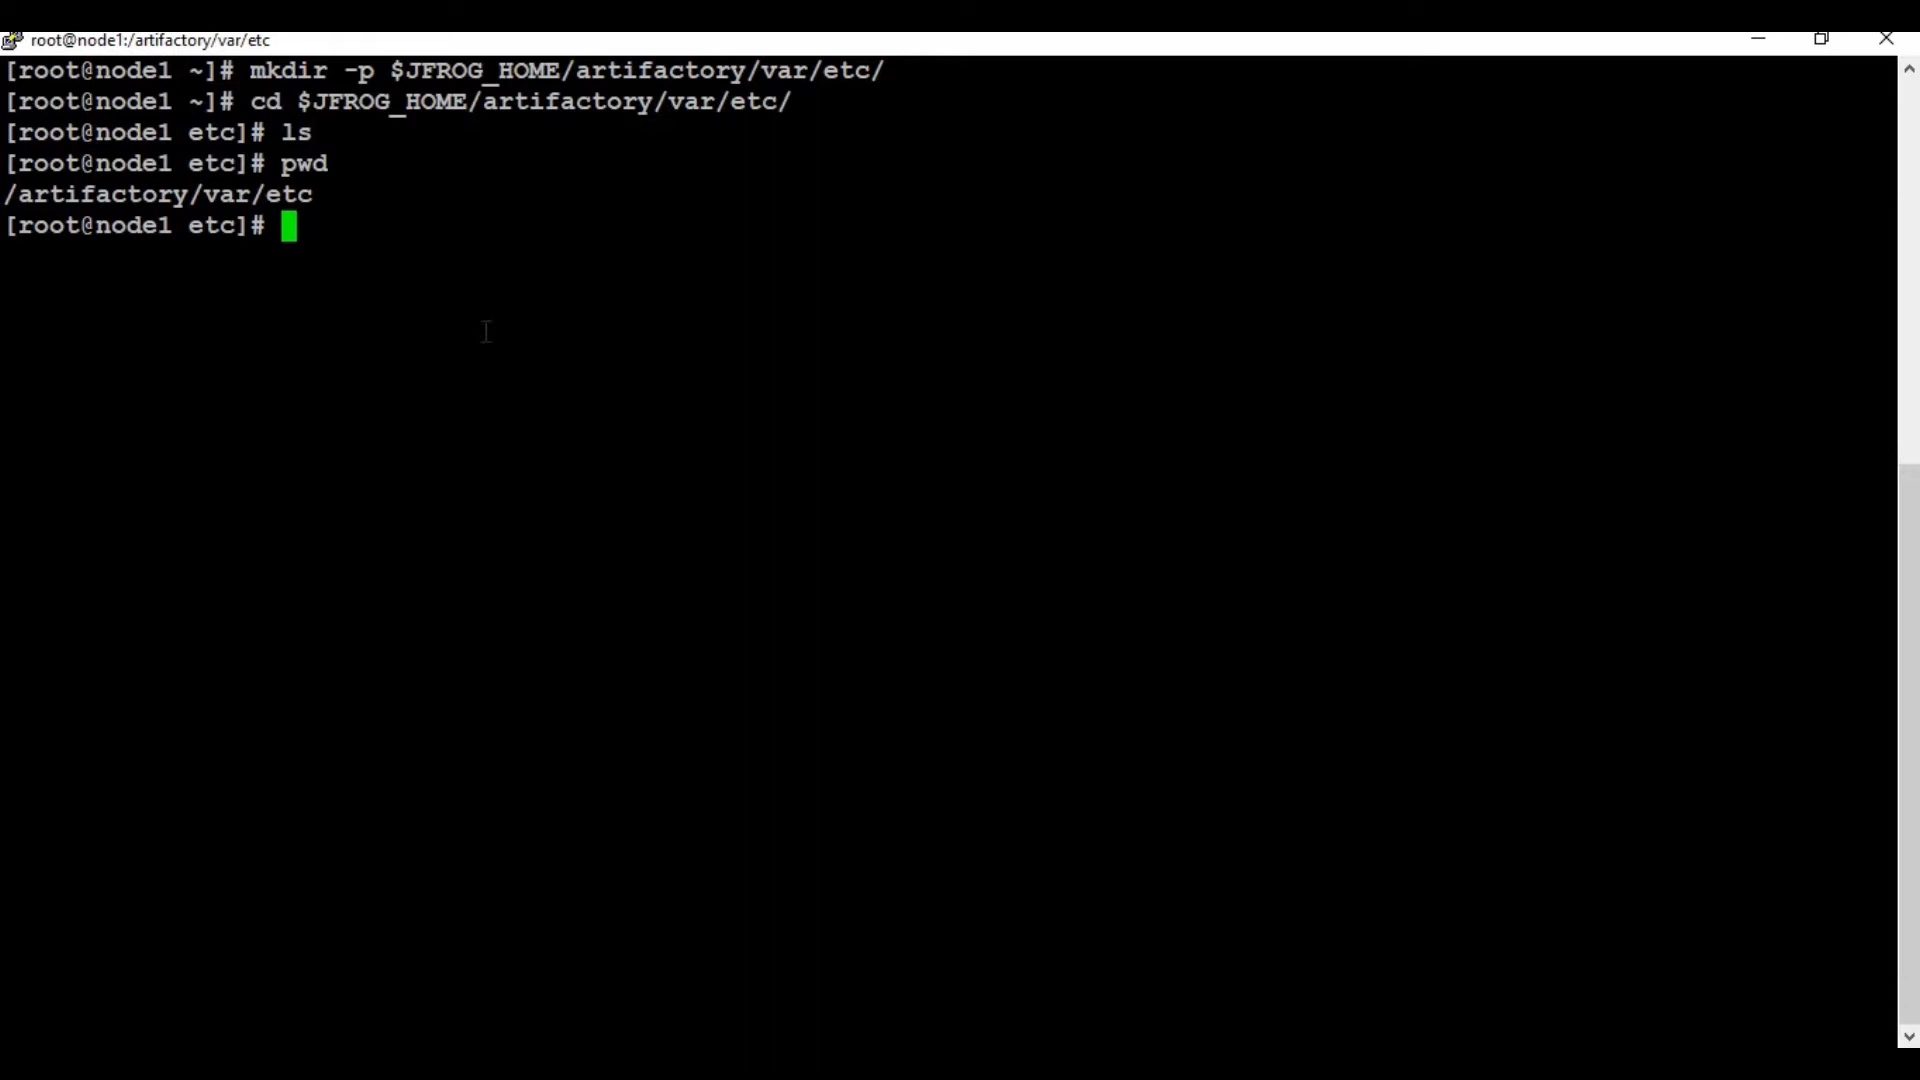 root@node1:/artifactory/var/etc
[root@node1 ~]# mkdir -p $JFROG_HOME/artifactory/var/etc/
[root@node1 ~]# cd $JFROG_HOME/artifactory/var/etc/
[root@node1 etc]# ls
[root@node1 etc]# pwd
/artifactory/var/etc
[root@node1 etc]#